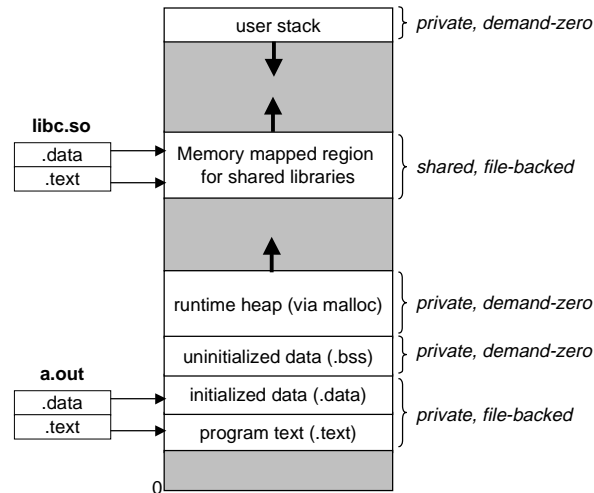 user stack
private, demand-zero
libc.so
.data
.text
Memory mapped region
for shared libraries
shared, file-backed
runtime heap (via malloc)
private, demand-zero
uninitialized data (.bss)
private, demand-zero
a.out
.data
.text
initialized data (.data)
program text (.text)
private, file-backed
0